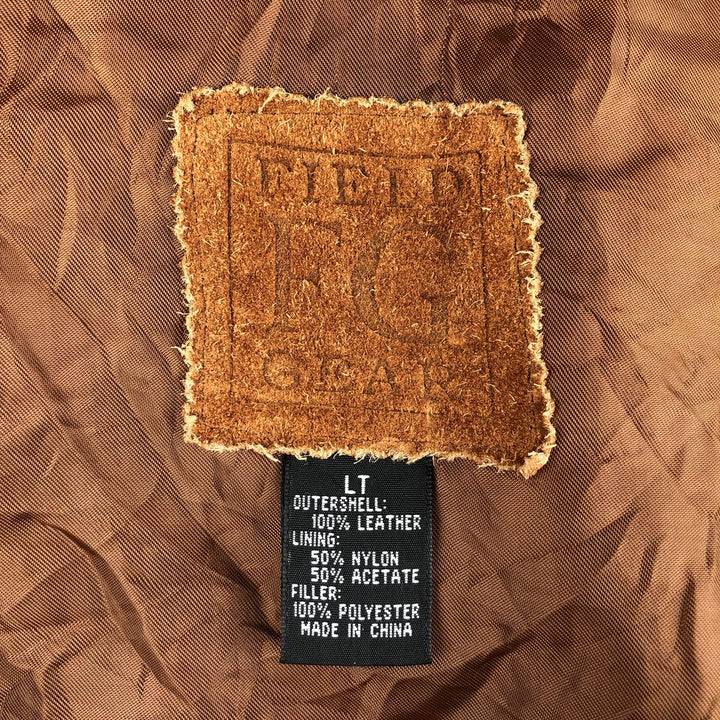 FIELD
FG
GEAR
LT
OUTERSHELL:
100% LEATHER
LINING:
50% NYLON
50% ACETATE
FILLER:
100% POLYESTER
MADE IN CHINA